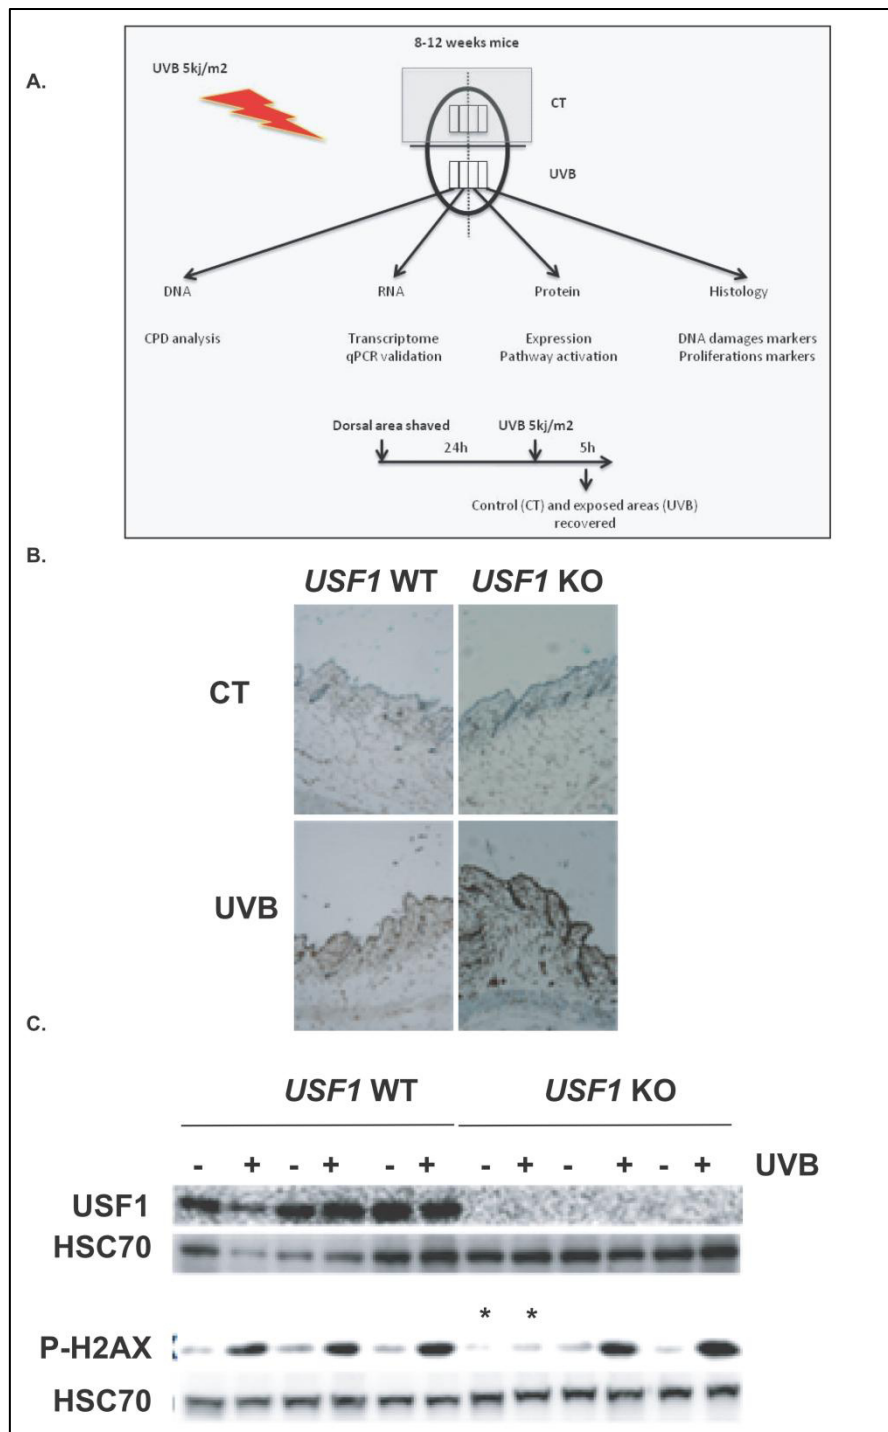 A.
8-12 weeks mice
UVB 5kj/m2
CT
UVB
DNA RNA Protein Histology
CPD analysis Transcriptome Expression DNA damages markers
qPCR validation Pathway activation Proliferations markers
Dorsal area shaved UVB 5kj/m2
24h 5h
Control (CT) and exposed areas (UVB)
recovered
B.
USF1 WT USF1 KO
CT
UVB
C.
USF1 WT USF1 KO
- + - + - + - + - + - + UVB
USF1
HSC70
* *
P-H2AX
HSC70